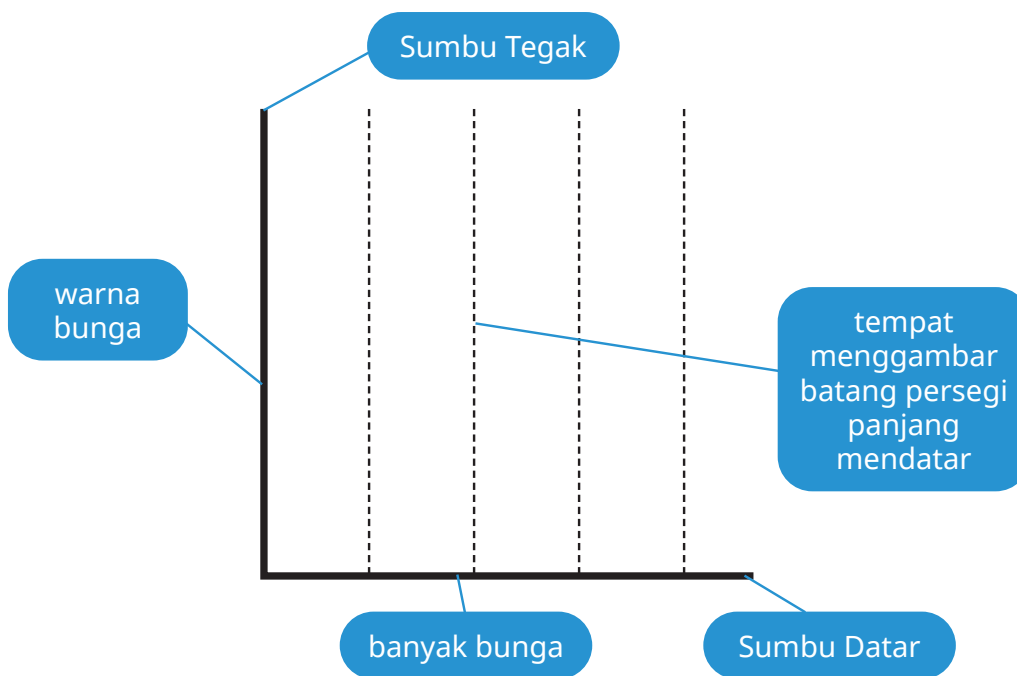 Sumbu Tegak
warna
bunga
tempat
menggambar
batang persegi
panjang
mendatar
banyak bunga
Sumbu Datar